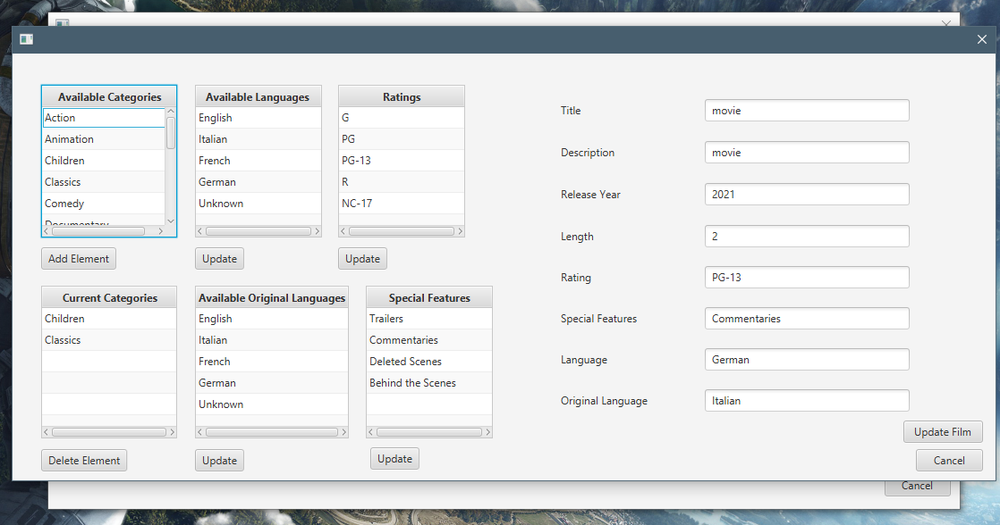 Available Categories
Action
Animation
Children
Classics
Comedy
Documentary
Add Element
Available Languages
English
Italian
French
German
Unknown
Update
Ratings
G
PG
PG-13
R
NC-17
Update
Current Categories
Children
Classics
Delete Element
Available Original Languages
English
Italian
French
German
Unknown
Update
Special Features
Trailers
Commentaries
Deleted Scenes
Behind the Scenes
Update
Title movie
Description movie
Release Year 2021
Length 2
Rating PG-13
Special Features Commentaries
Language German
Original Language Italian
Update Film
Cancel
Cancel